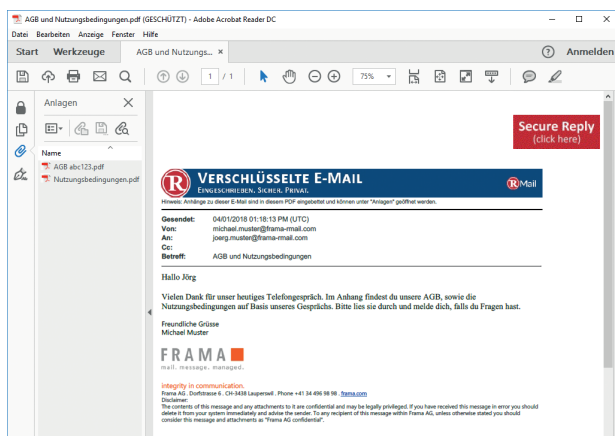 AGB und Nutzungsbedingungen.pdf (GESCHÜTZT) - Adobe Acrobat Reader DC
Datei Bearbeiten Anzeige Fenster Hilfe
Start Werkzeuge AGB und Nutzungs... × ? Anmelden
1 / 1 75%
Anlagen
Name
AGB abc123.pdf
Nutzungsbedingungen.pdf
Secure Reply
(click here)
R VERSCHLÜSSELTE E-MAIL
EINGESCHRIEBEN, SICHER, PRIVAT. RMail
Hinweis: Anhänge zu dieser E-Mail sind in diesem PDF eingebettet und können unter "Anlagen" geöffnet werden.
Gesendet: 04/01/2018 01:18:13 PM (UTC)
Von: michael.muster@frama-rmail.com
An: joerg.muster@frama-rmail.com
Cc:
Betreff: AGB und Nutzungsbedingungen
Hallo Jörg
Vielen Dank für unser heutiges Telefongespräch. Im Anhang findest du unsere AGB, sowie die
Nutzungsbedingungen auf Basis unseres Gesprächs. Bitte lies sie durch und melde dich, falls du Fragen hast.
Freundliche Grüsse
Michael Muster
FRAMA
mail. message. managed.
integrity in communication.
Frama AG . Dorfstrasse 6 . CH-3438 Lauperswil . Phone +41 34 496 98 98 . frama.com
Disclaimer:
The contents of this message and any attachments to it are confidential and may be legally privileged. If you have received this message in error you should
delete it from your system immediately and advise the sender. To any recipient of this message within Frama AG, unless otherwise stated you should
consider this message and attachments as "Frama AG confidential".